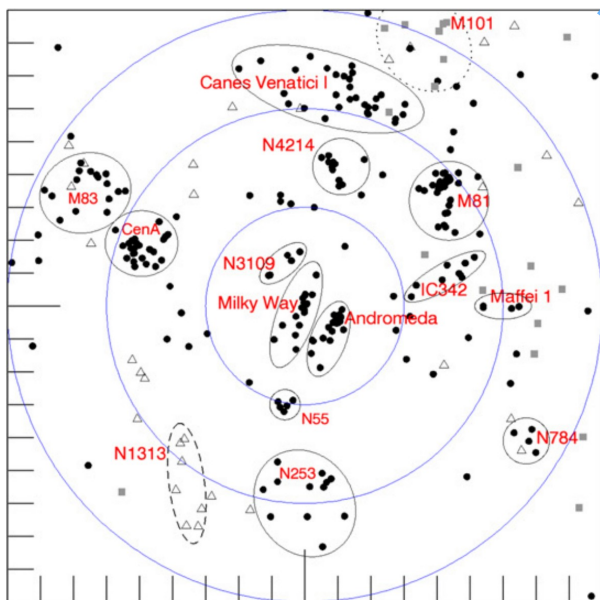 M101
Canes Venatici I
N4214
M83
M81
CenA
N3109
IC342
Milky Way
Maffei 1
Andromeda
N55
N784
N1313
N253